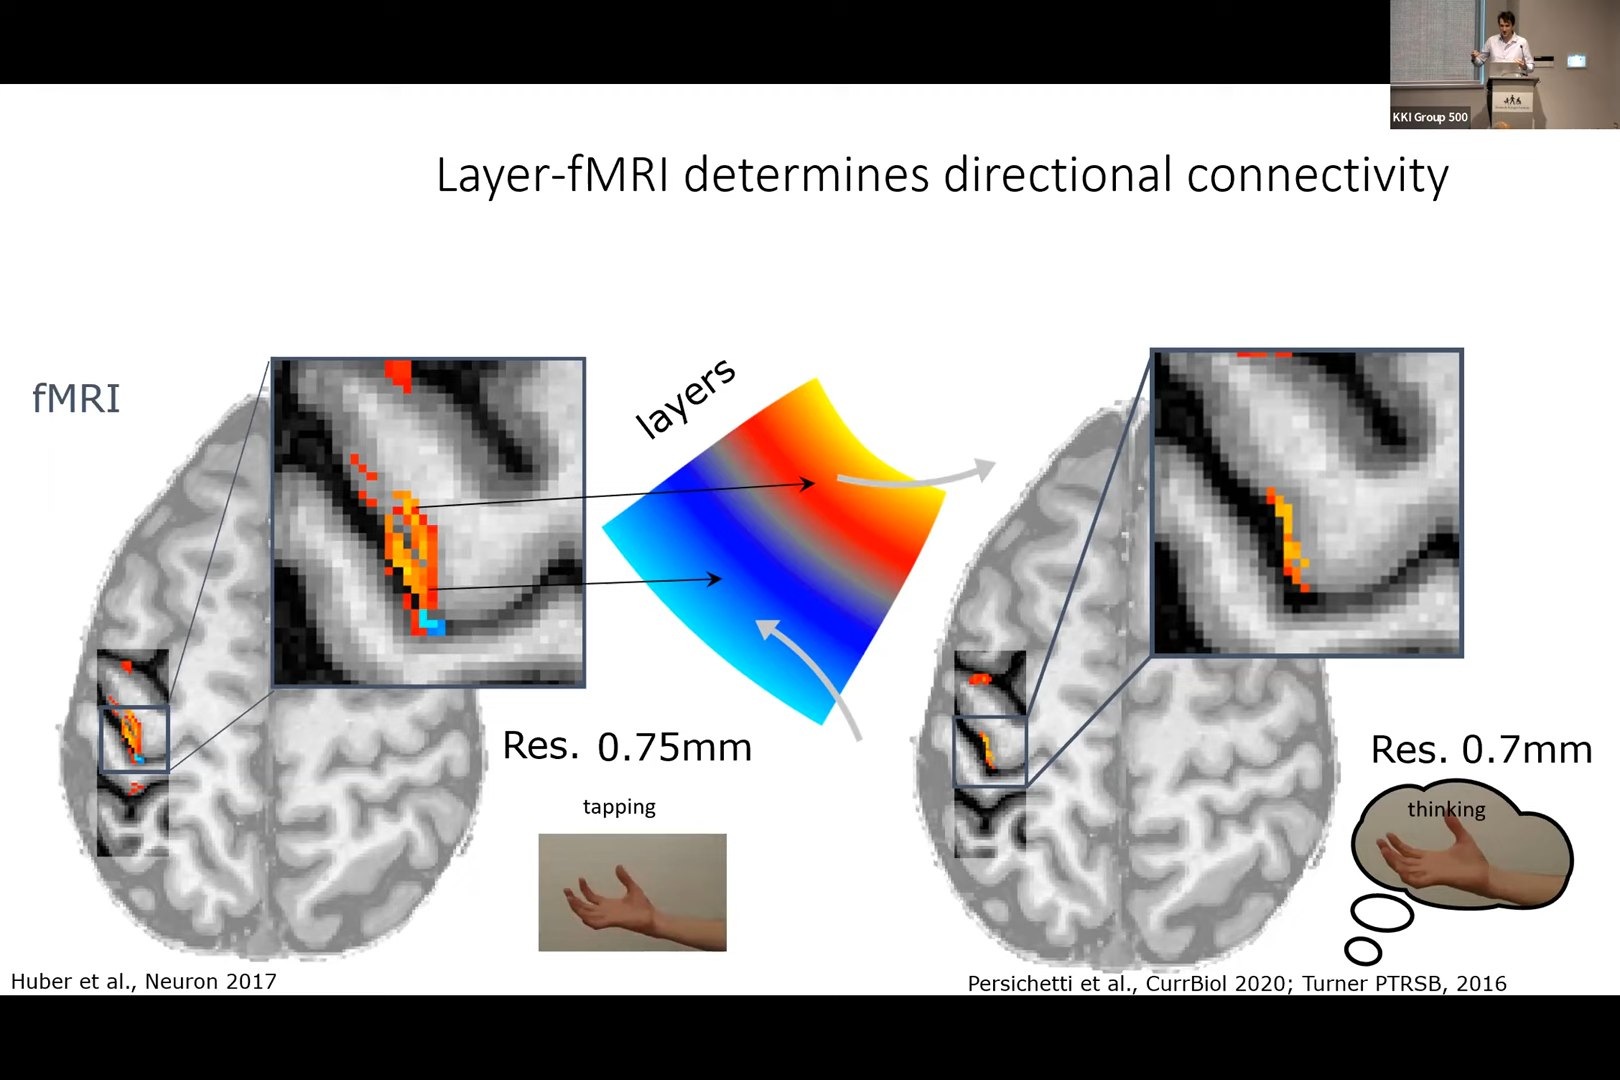 KKI Group 500
Layer-fMRI determines directional connectivity
fMRI
layers
Res. 0.75mm
tapping
Res. 0.7mm
thinking
Huber et al., Neuron 2017
Persichetti et al., CurrBiol 2020; Turner PTRSB, 2016